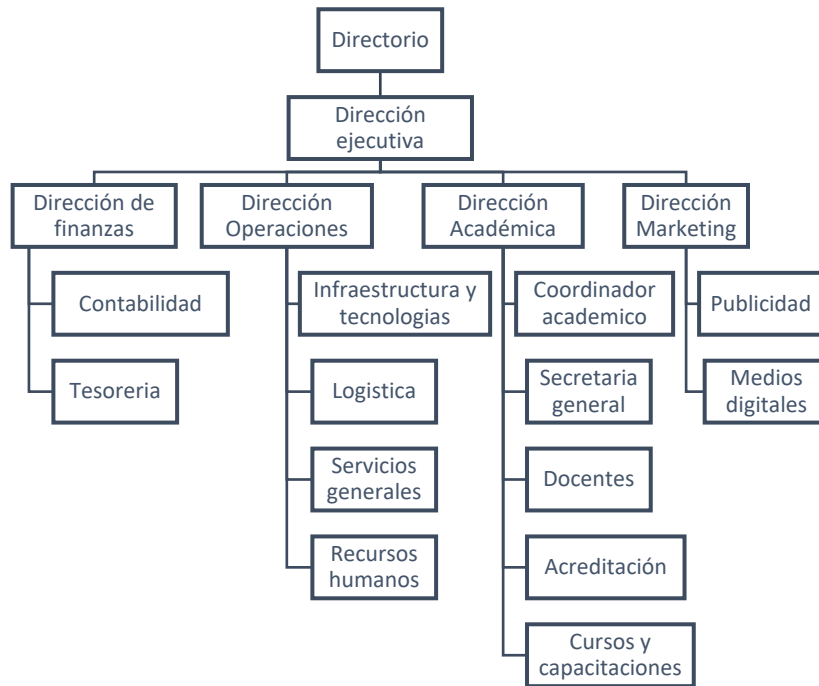 Directorio
Dirección
ejecutiva
Dirección de
finanzas
Contabilidad
Tesoreria
Dirección
Operaciones
Infraestructura y
tecnologias
Logistica
Servicios
generales
Recursos
humanos
Dirección
Académica
Coordinador
academico
Secretaria
general
Docentes
Acreditación
Cursos y
capacitaciones
Dirección
Marketing
Publicidad
Medios
digitales